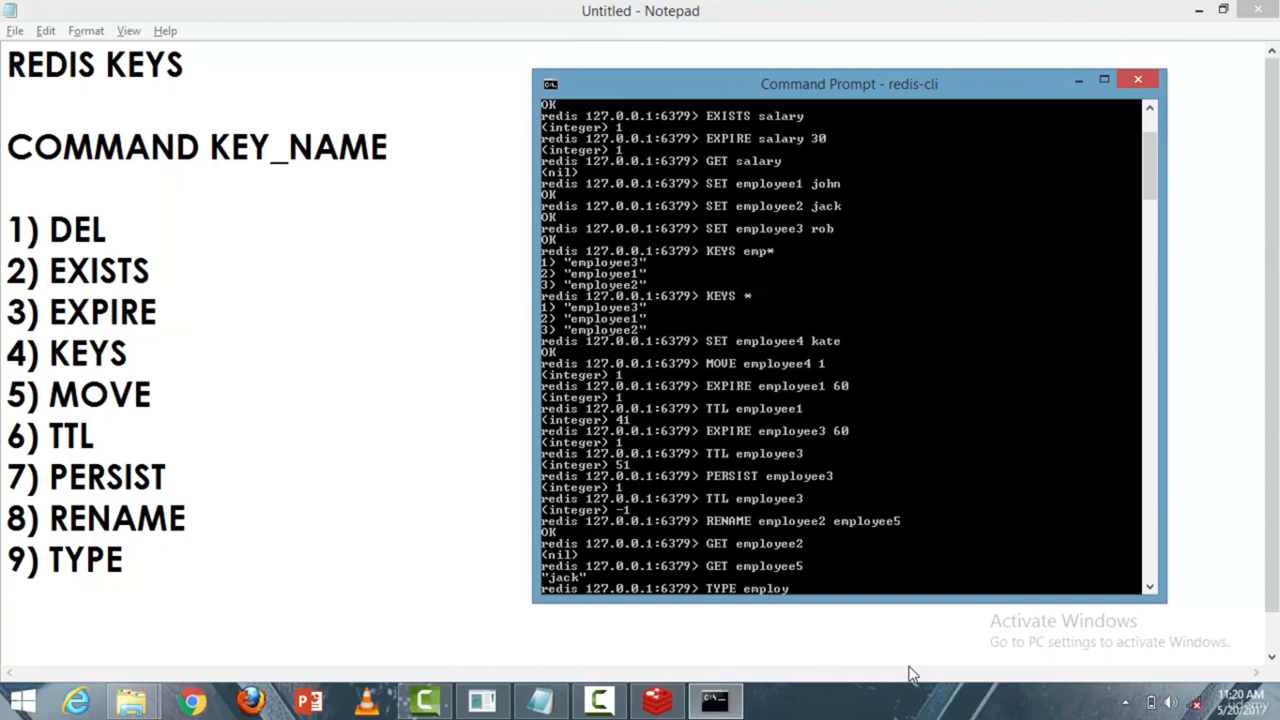 Untitled - Notepad
File Edit Format View Help
REDIS KEYS
COMMAND KEY_NAME
1) DEL
2) EXISTS
3) EXPIRE
4) KEYS
5) MOVE
6) TTL
7) PERSIST
8) RENAME
9) TYPE
Command Prompt - redis-cli
OK
redis 127.0.0.1:6379> EXISTS salary
(integer) 1
redis 127.0.0.1:6379> EXPIRE salary 30
(integer) 1
redis 127.0.0.1:6379> GET salary
(nil)
redis 127.0.0.1:6379> SET employee1 john
OK
redis 127.0.0.1:6379> SET employee2 jack
OK
redis 127.0.0.1:6379> SET employee3 rob
OK
redis 127.0.0.1:6379> KEYS emp*
1) "employee3"
2) "employee1"
3) "employee2"
redis 127.0.0.1:6379> KEYS *
1) "employee3"
2) "employee1"
3) "employee2"
redis 127.0.0.1:6379> SET employee4 kate
OK
redis 127.0.0.1:6379> MOVE employee4 1
(integer) 1
redis 127.0.0.1:6379> EXPIRE employee1 60
(integer) 1
redis 127.0.0.1:6379> TTL employee1
(integer) 41
redis 127.0.0.1:6379> EXPIRE employee3 60
(integer) 1
redis 127.0.0.1:6379> TTL employee3
(integer) 51
redis 127.0.0.1:6379> PERSIST employee3
(integer) 1
redis 127.0.0.1:6379> TTL employee3
(integer) -1
redis 127.0.0.1:6379> RENAME employee2 employee5
OK
redis 127.0.0.1:6379> GET employee2
(nil)
redis 127.0.0.1:6379> GET employee5
"jack"
redis 127.0.0.1:6379> TYPE employ
Activate Windows
Go to PC settings to activate Windows.
11:20 AM
5/20/2017
udemy